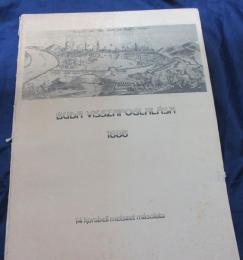 BUDA VISSZAFOGLALÁSA
1686
14 korabeli metszet másolata